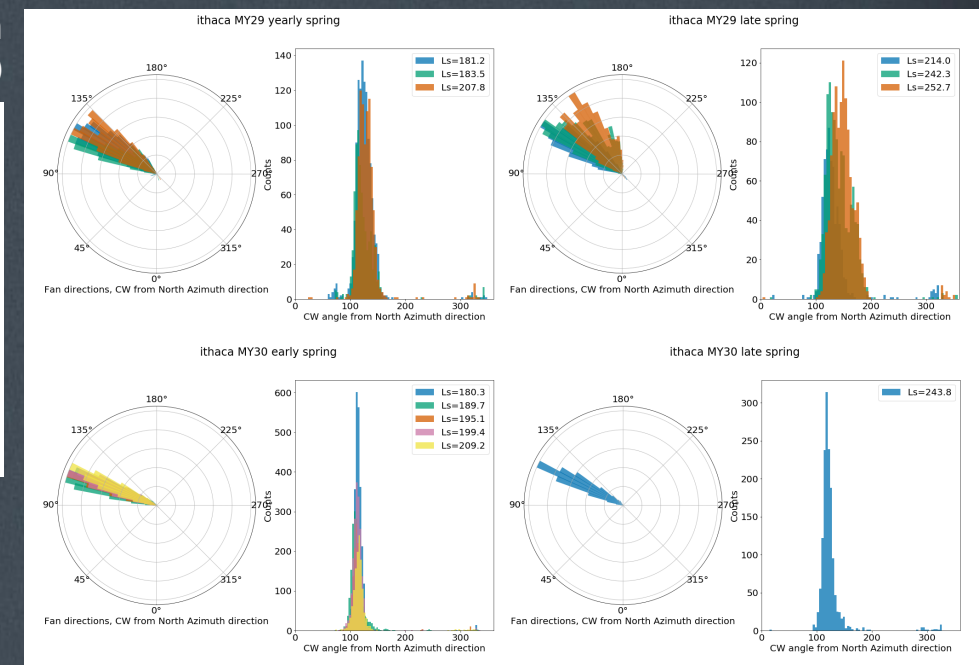 ithaca MY29 yearly spring
180°
135°
225°
90°
270°
45°
315°
0°
Fan directions, CW from North Azimuth direction
140
120
100
80
60
40
20
0
Counts
0 100 200 300
CW angle from North Azimuth direction
Ls=181.2
Ls=183.5
Ls=207.8
ithaca MY29 late spring
180°
135°
225°
90°
270°
45°
315°
0°
Fan directions, CW from North Azimuth direction
100
120
80
60
40
20
0
Counts
0 100 200 300
CW angle from North Azimuth direction
Ls=214.0
Ls=242.3
Ls=252.7
ithaca MY30 early spring
180°
135°
225°
90°
270°
45°
315°
0°
Fan directions, CW from North Azimuth direction
600
500
400
300
200
100
0
Counts
0 100 200 300
CW angle from North Azimuth direction
Ls=180.3
Ls=189.7
Ls=195.1
Ls=199.4
Ls=209.2
ithaca MY30 late spring
180°
135°
225°
90°
270°
45°
315°
0°
Fan directions, CW from North Azimuth direction
300
250
200
150
100
50
0
Counts
0 100 200 300
CW angle from North Azimuth direction
Ls=243.8